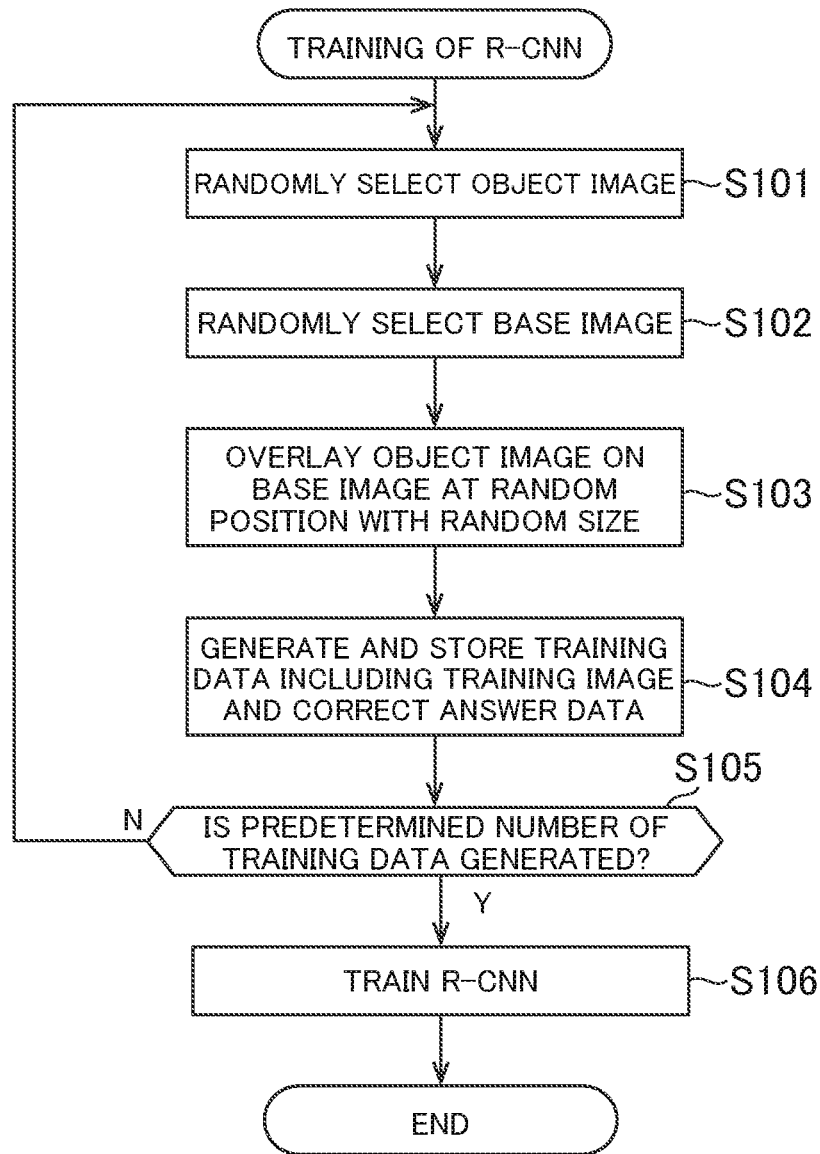 TRAINING OF R-CNN
RANDOMLY SELECT OBJECT IMAGE
S101
RANDOMLY SELECT BASE IMAGE
S102
OVERLAY OBJECT IMAGE ON
BASE IMAGE AT RANDOM
POSITION WITH RANDOM SIZE
S103
GENERATE AND STORE TRAINING
DATA INCLUDING TRAINING IMAGE
AND CORRECT ANSWER DATA
S104
S105
N
IS PREDETERMINED NUMBER OF
TRAINING DATA GENERATED?
Y
TRAIN R-CNN
S106
END